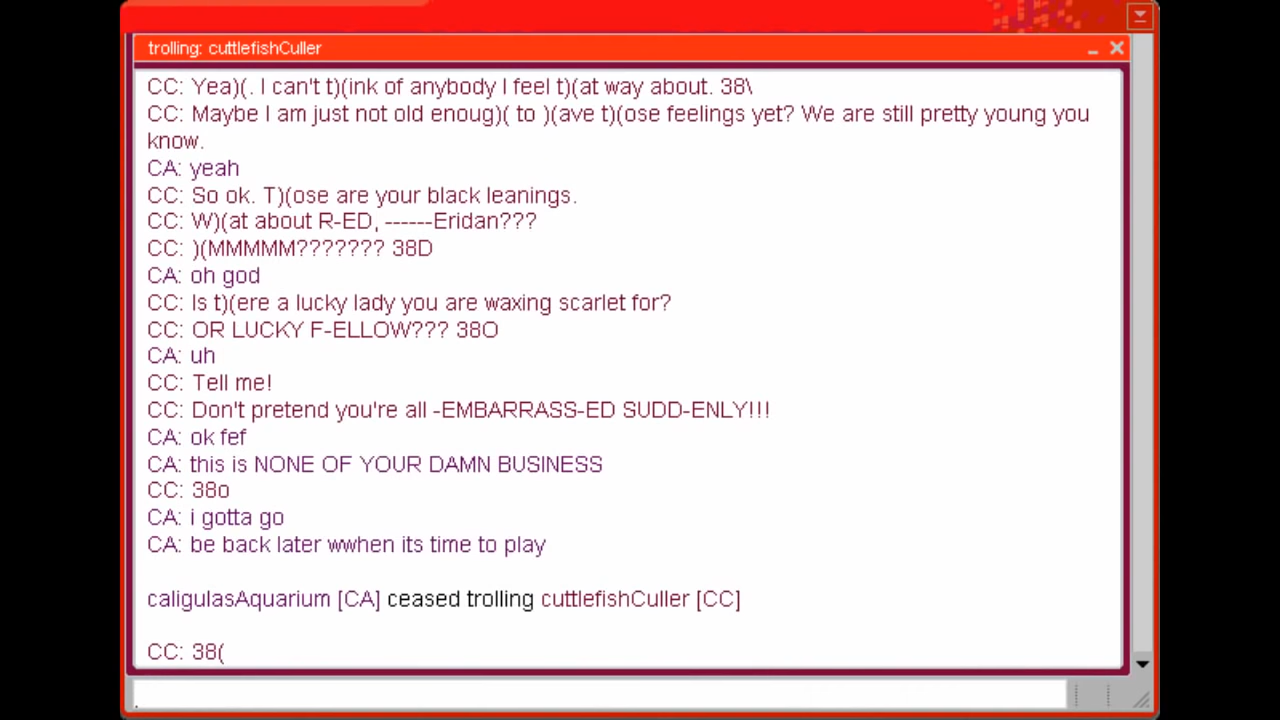 trolling: cuttlefishCuller
CC: Yea)(. I can't t)(ink of anybody I feel t)(at way about. 38\
CC: Maybe I am just not old enoug)( to )(ave t)(ose feelings yet? We are still pretty young you
know.
CA: yeah
CC: So ok. T)(ose are your black leanings.
CC: W)(at about R-ED, ------Eridan???
CC: )(MMMMM??????? 38D
CA: oh god
CC: Is t)(ere a lucky lady you are waxing scarlet for?
CC: OR LUCKY F-ELLOW??? 38O
CA: uh
CC: Tell me!
CC: Don't pretend you're all -EMBARRASS-ED SUDD-ENLY!!!
CA: ok fef
CA: this is NONE OF YOUR DAMN BUSINESS
CC: 38o
CA: i gotta go
CA: be back later wwhen its time to play
caligulasAquarium [CA] ceased trolling cuttlefishCuller [CC]
CC: 38(